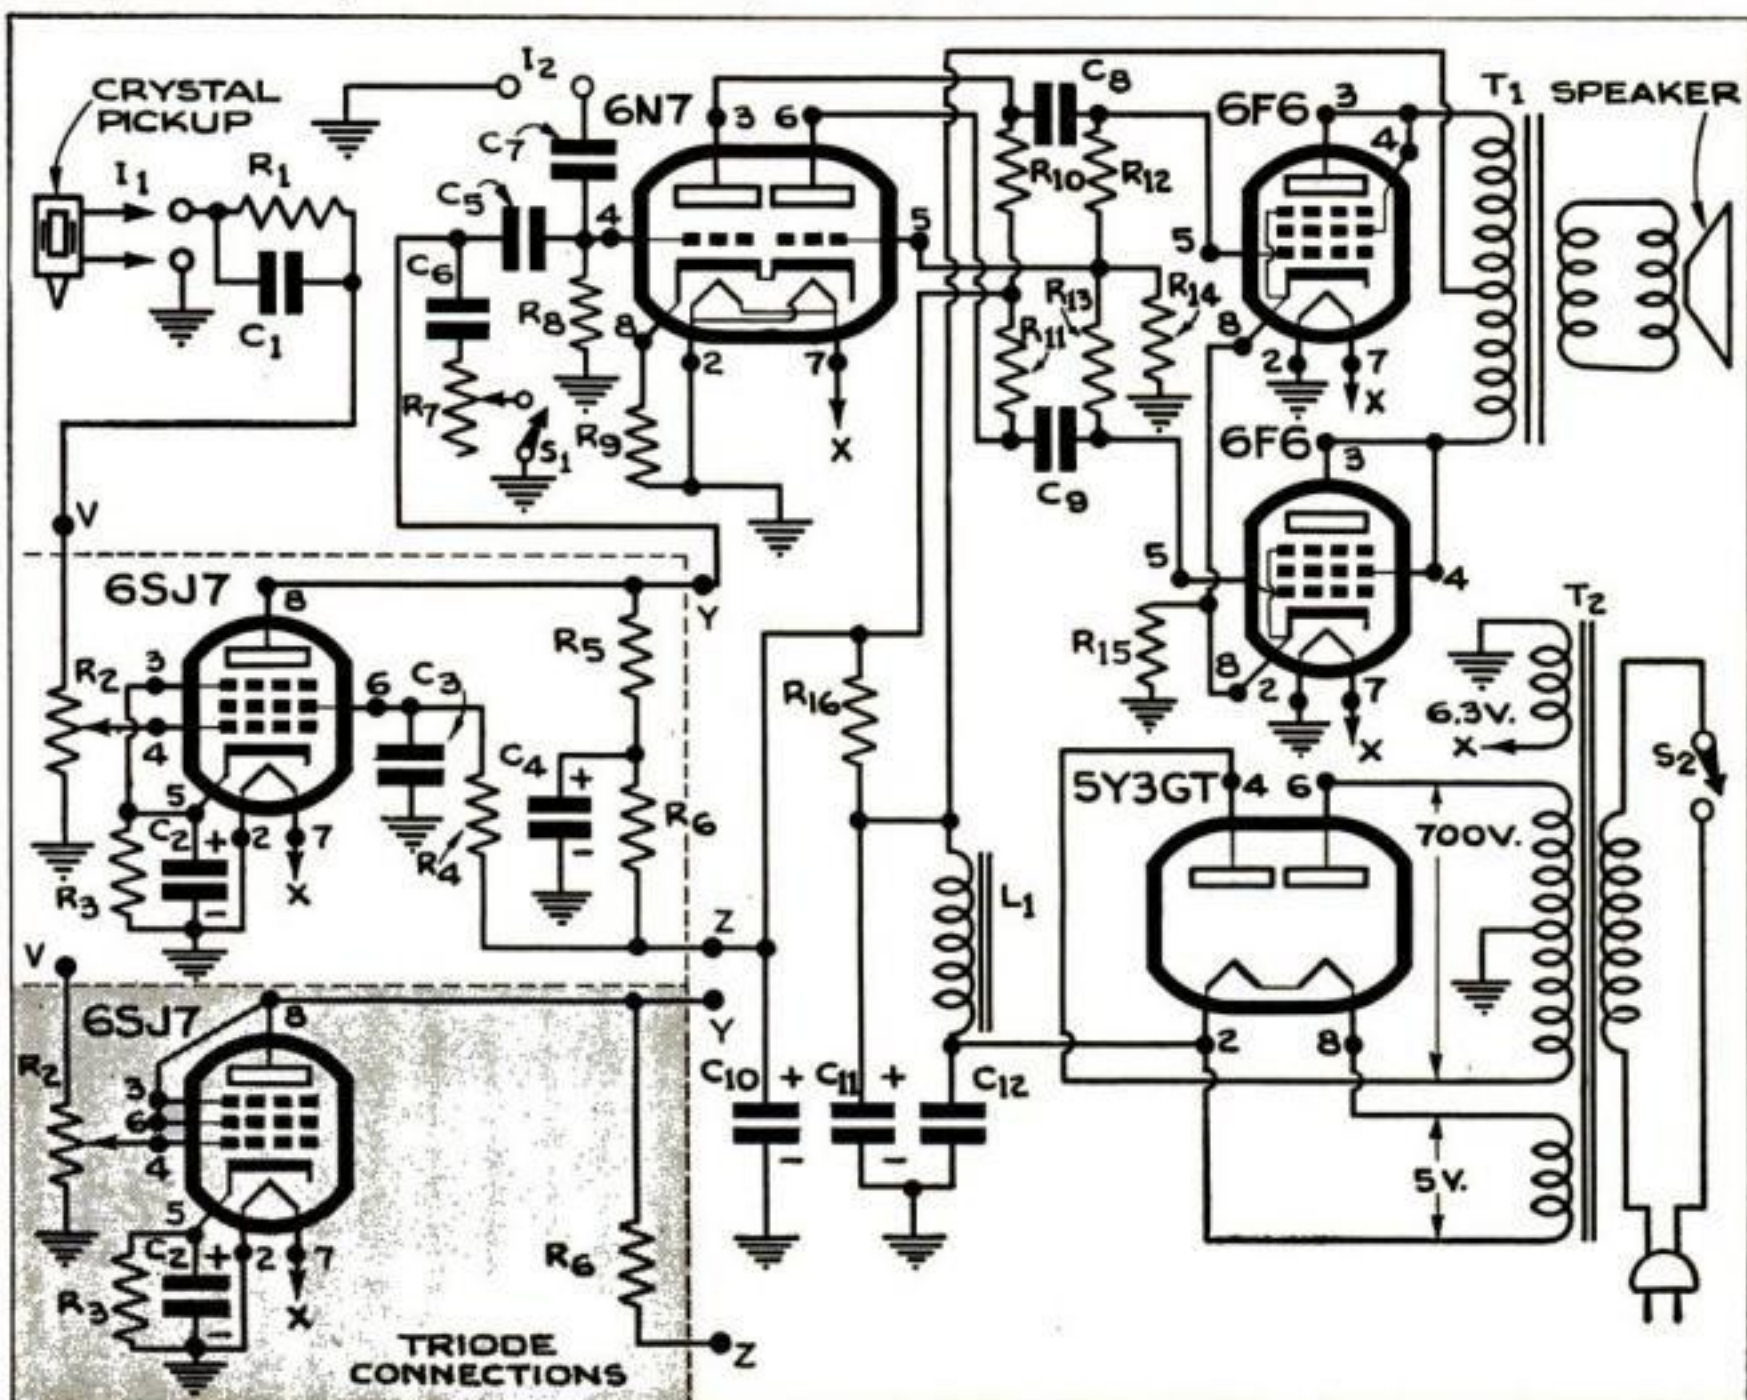 CRYSTAL
PICKUP
I1
R1
C1
I2
C7
C5
C6
R7
S1
R8
R9
6N7
3 6
4
5
8
2
7
X
C8
R10
R12
R13
R11
R14
C9
6F6
3
4
5
8
2
7
X
T1
SPEAKER
6F6
3
5
4
R15
8
2
7
X
V
6SJ7
8
Y
R2
3
4
6
C3
5
C2
+
-
2
7
X
R3
R4
C4
+
-
R5
R6
Z
R16
L1
C10
+
-
C11
+
-
C12
5Y3GT
4 6
2
8
T2
6.3V.
X
700V.
5V.
S2
V
6SJ7
8
Y
R2
3
6
4
5
C2
+
-
2
7
X
R3
R6
Z
TRIODE
CONNECTIONS